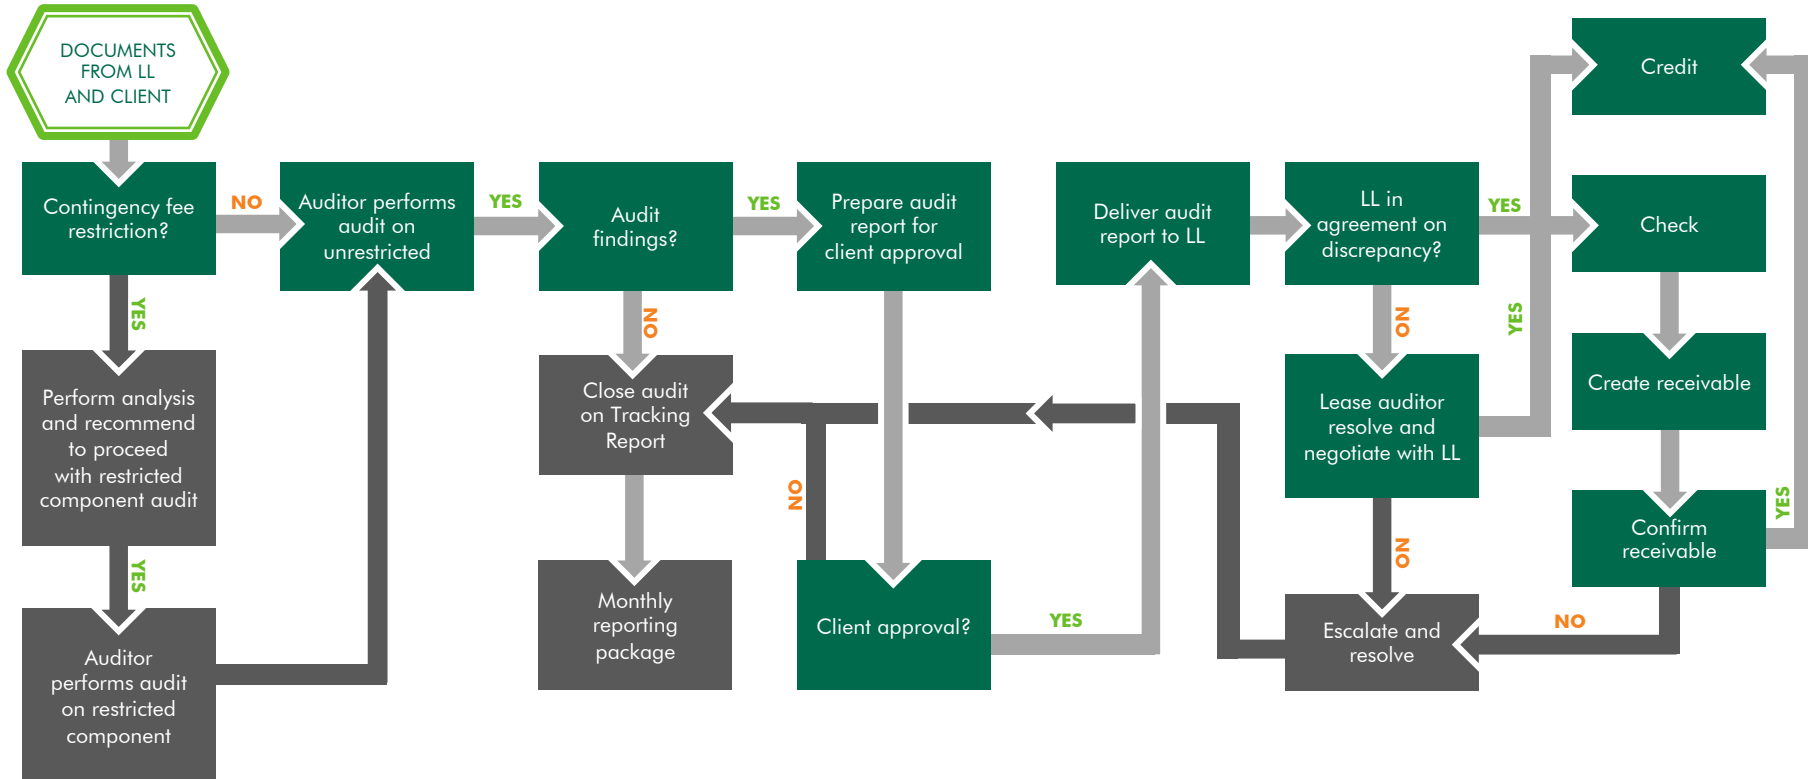 DOCUMENTS
FROM LL
AND CLIENT
Contingency fee
restriction?
NO
YES
Perform analysis
and recommend
to proceed
with restricted
component audit
YES
Auditor
performs audit
on restricted
component
Auditor performs
audit on
unrestricted
YES
Audit
findings?
YES
NO
Close audit
on Tracking
Report
Monthly
reporting
package
Prepare audit
report for
client approval
NO
Client approval?
YES
Deliver audit
report to LL
LL in
agreement on
discrepancy?
YES
NO
Lease auditor
resolve and
negotiate with LL
YES
NO
Escalate and
resolve
Credit
Check
Create receivable
Confirm
receivable
YES
NO